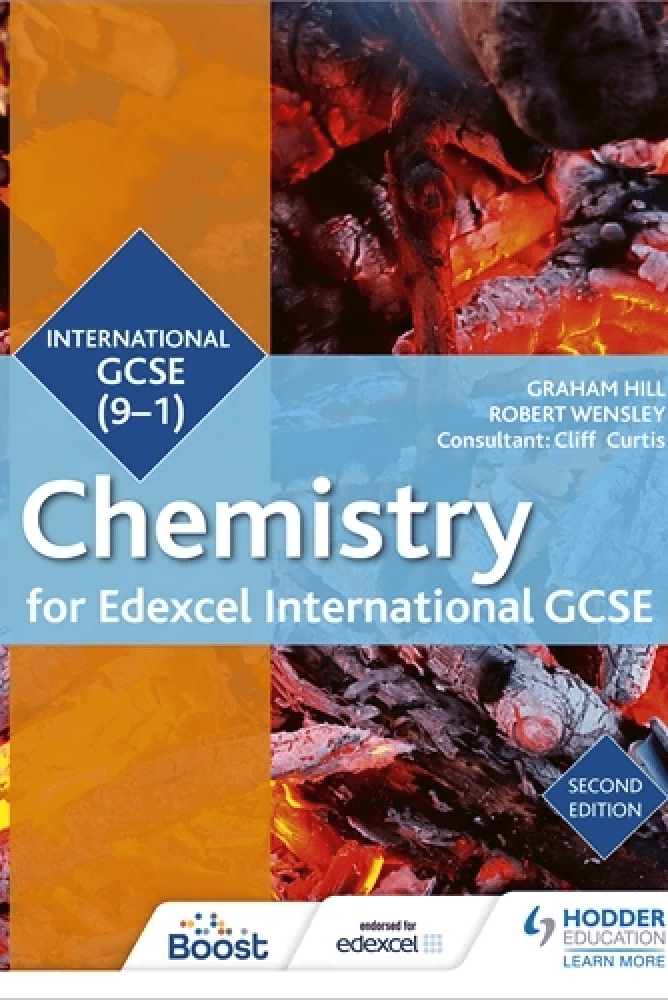 INTERNATIONAL
GCSE
(9–1)
GRAHAM HILL
ROBERT WENSLEY
Consultant: Cliff Curtis
Chemistry
for Edexcel International GCSE
SECOND
EDITION
Boost
endorsed for
edexcel
HODDER
EDUCATION
LEARN MORE